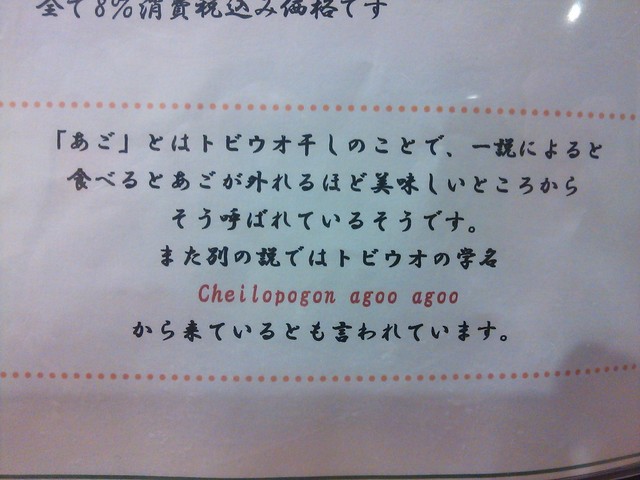 全て8%消費税込み価格です
「あご」とはトビウオ干しのことで、一説によると
食べるとあごが外れるほど美味しいところから
そう呼ばれているそうです。
また別の説ではトビウオの学名
Cheilopogon agoo agoo
から来ているとも言われています。